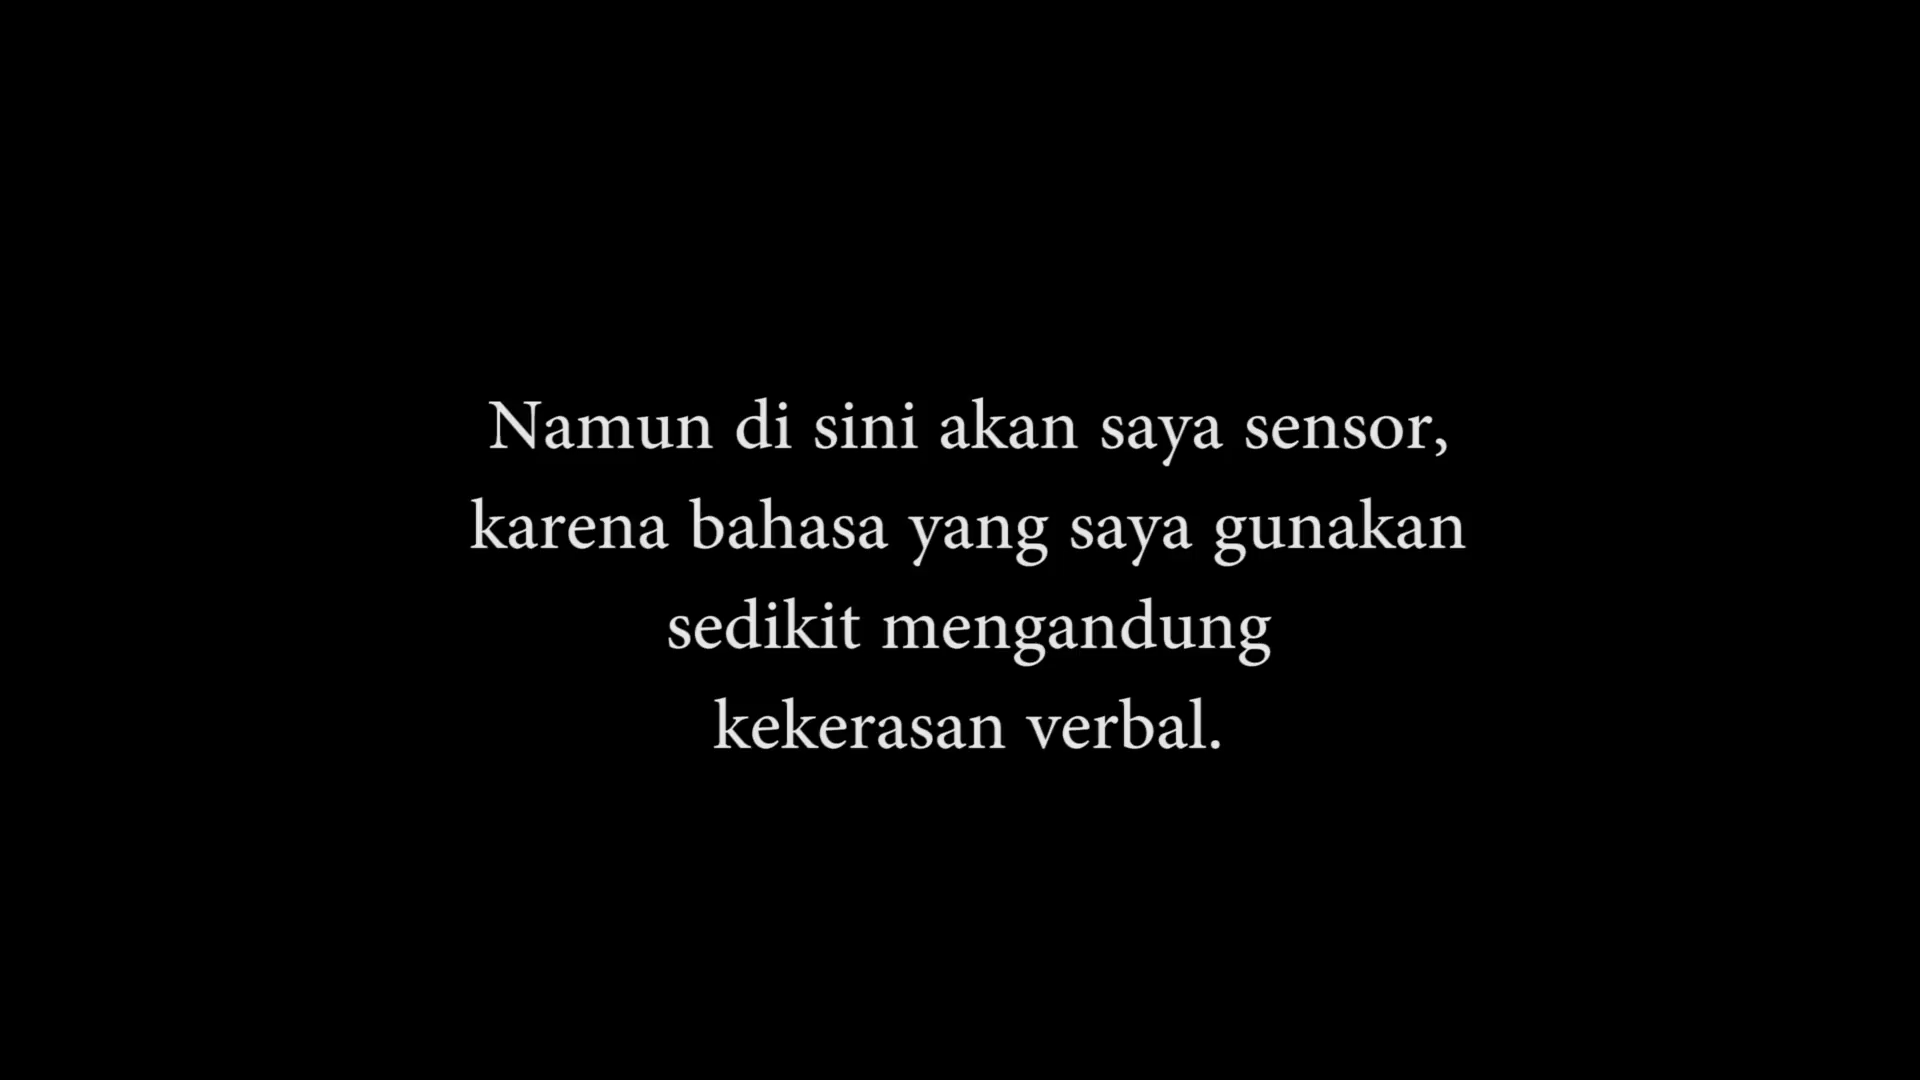 Namun di sini akan saya sensor,
karena bahasa yang saya gunakan
sedikit mengandung
kekerasan verbal.